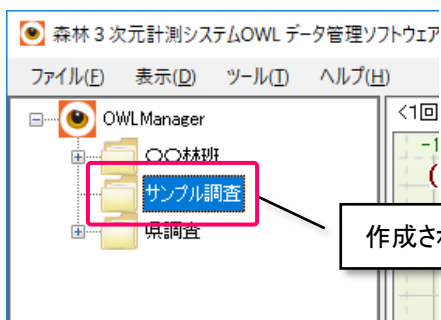 森林3次元計測システムOWL データ管理ソフトウェア
ファイル(F) 表示(D) ツール(T) ヘルプ(H)
OWLManager
〇〇林班
サンプル調査
県調査
<1回
-1
作成さ